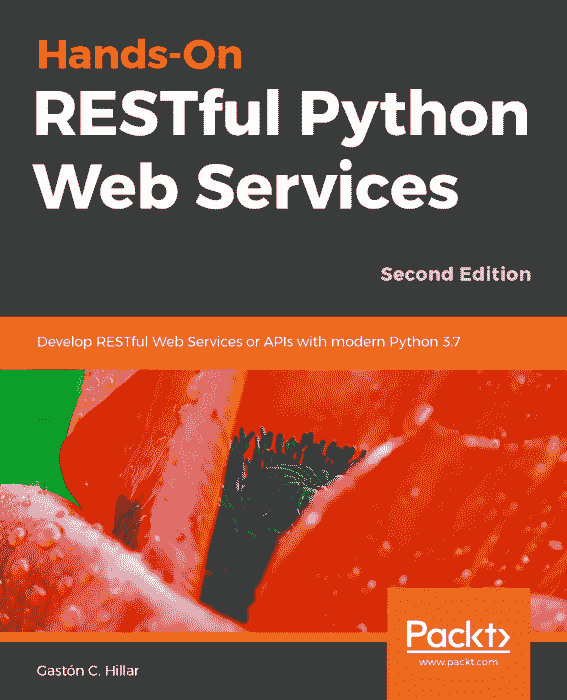 Hands-On
RESTful Python
Web Services
Second Edition
Develop RESTful Web Services or APIs with modern Python 3.7
Packt>
www.packt.com
Gastón C. Hillar